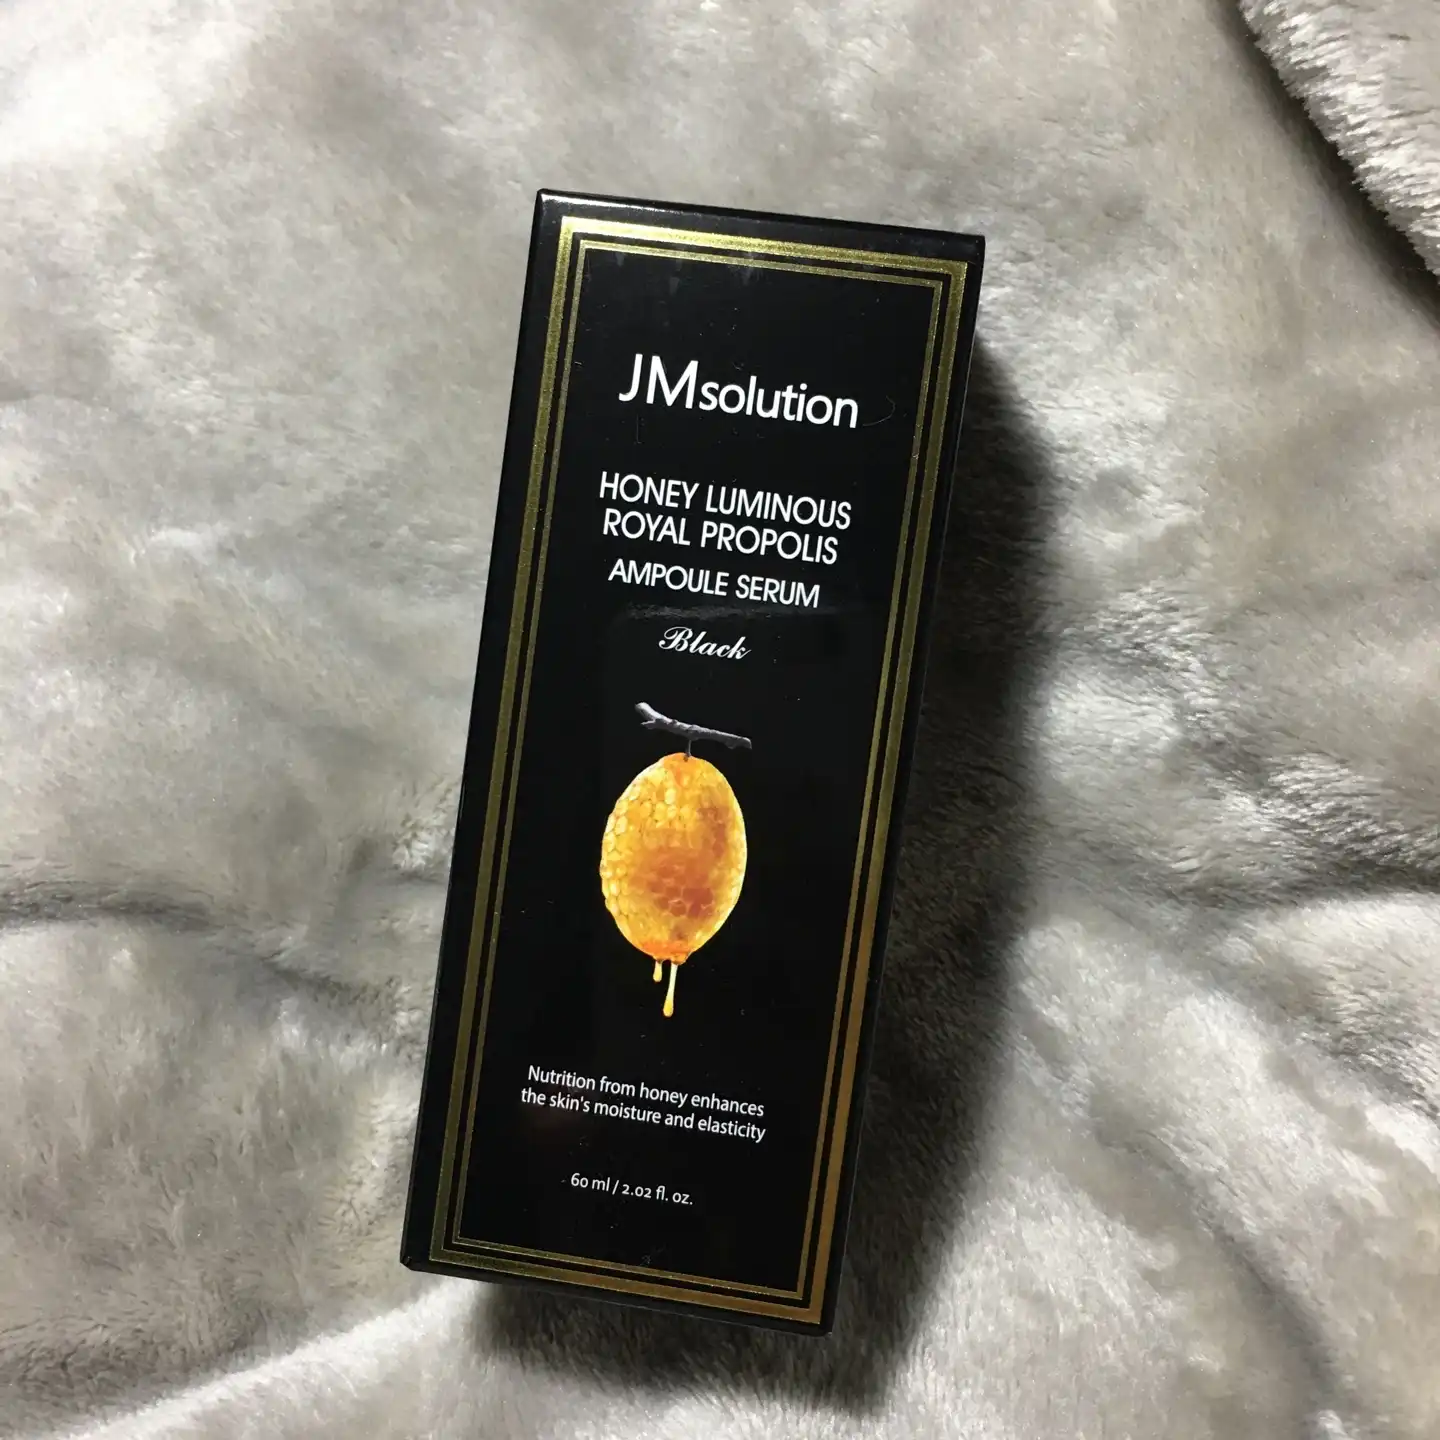 JMsolution
HONEY LUMINOUS
ROYAL PROPOLIS
AMPOULE SERUM
Black
Nutrition from honey enhances
the skin's moisture and elasticity
60 ml / 2.02 fl. oz.